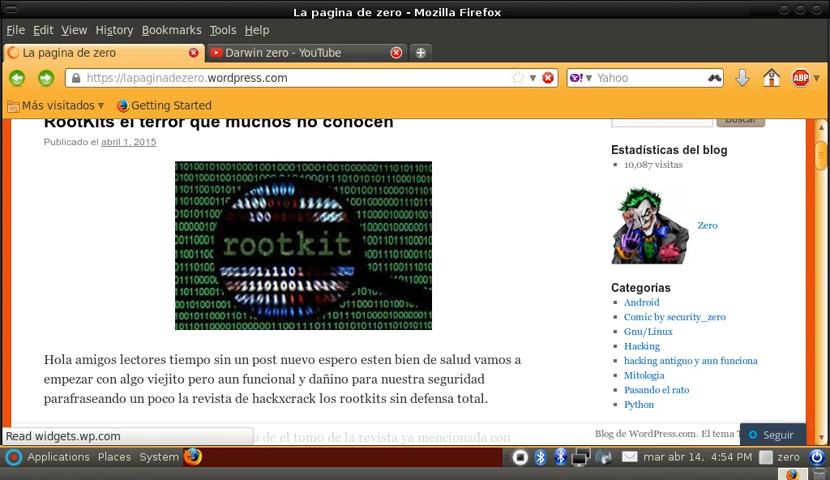 La pagina de zero - Mozilla Firefox
File Edit View History Bookmarks Tools Help
La pagina de zero
Darwin zero - YouTube
https://lapaginadezero.wordpress.com
Yahoo
ABP
Más visitados
Getting Started
RootKits el terror que muchos no conocen
Publicado el abril 1, 2015
rootkit
Hola amigos lectores tiempo sin un post nuevo espero esten bien de salud vamos a
empezar con algo viejito pero aun funcional y dañino para nuestra seguridad
parafraseando un poco la revista de hackxcrack los rootkits sin defensa total.
a de el tomo de la revista ya mencionada con
Buscar
Estadísticas del blog
10,087 visitas
Zero
Categorías
Android
Comic by security_zero
Gnu/Linux
Hacking
hacking antiguo y aun funciona
Mitologia
Pasando el rato
Python
Blog de WordPress.com. El tema T
Seguir
Read widgets.wp.com
Applications Places System
mar abr 14, 4:54 PM
zero